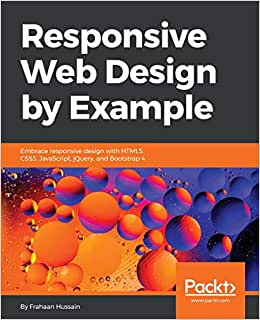 Responsive
Web Design
by Example
Embrace responsive design with HTML5,
CSS3, JavaScript, jQuery, and Bootstrap 4
By Frahaan Hussain
Packt>
www.packt.com